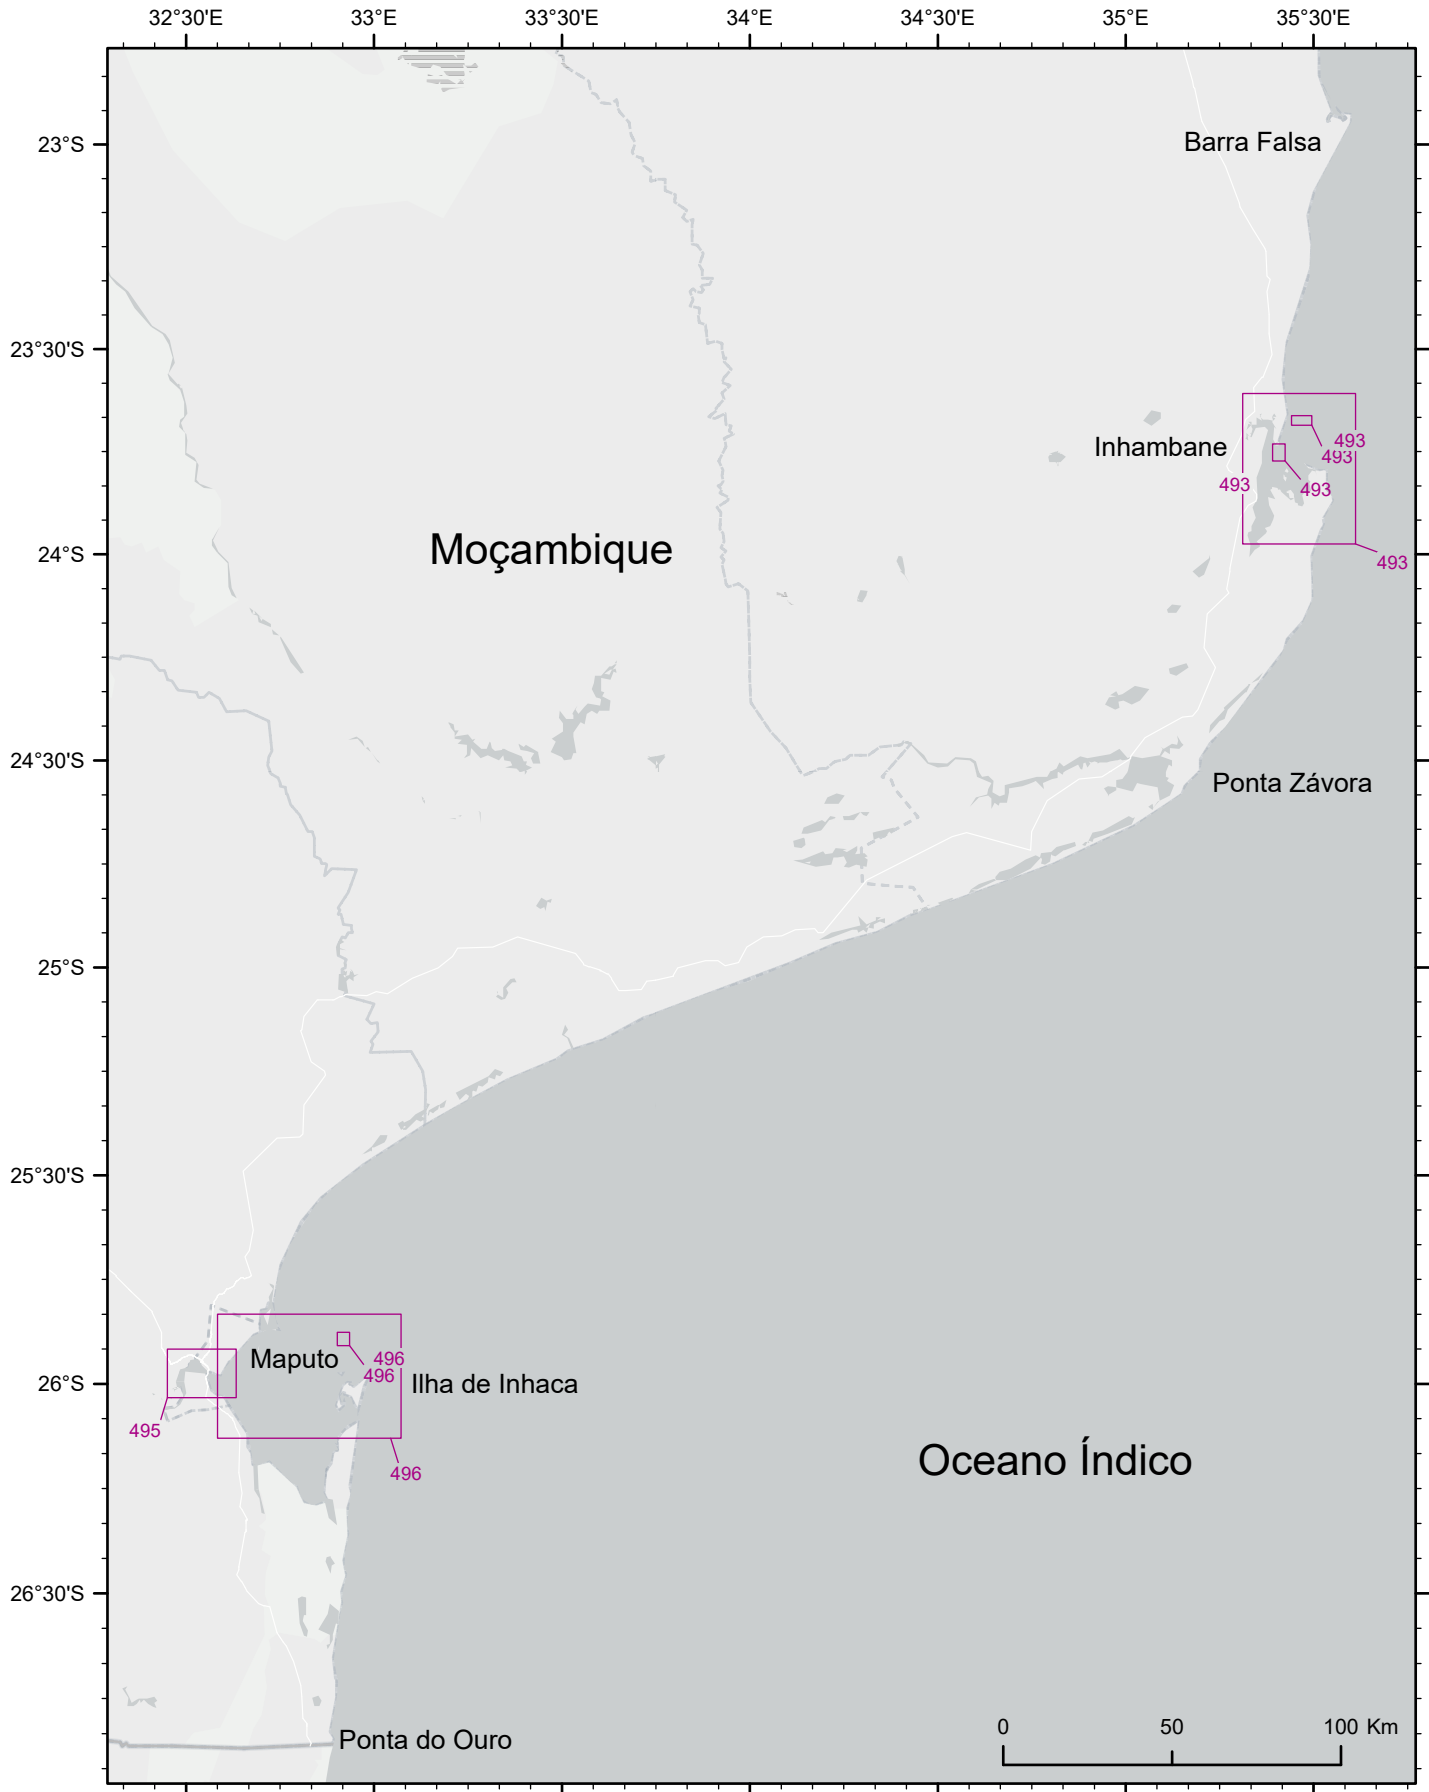 32°30'E 33°E 33°30'E 34°E 34°30'E 35°E 35°30'E
23°S
Barra Falsa
23°30'S
Inhambane
493
493
493
493
Moçambique
24°S
493
24°30'S
Ponta Závora
25°S
25°30'S
Maputo
496
496
26°S
Ilha de Inhaca
495
Oceano Índico
496
26°30'S
0 50 100 Km
Ponta do Ouro